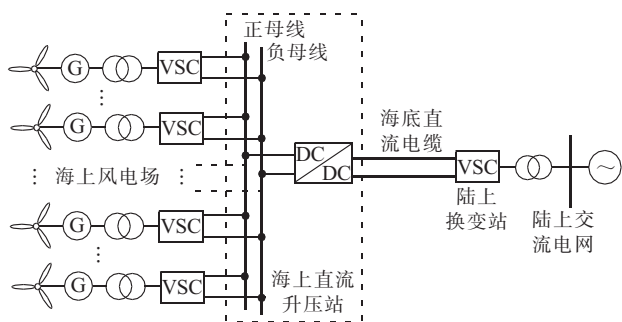 正母线
负母线
G
VSC
⋮
G
VSC
海底直
流电缆
DC
DC
VSC
~
⋮ 海上风电场 ⋮
陆上
换变站
陆上交
流电网
G
VSC
⋮
G
VSC
海上直流
升压站